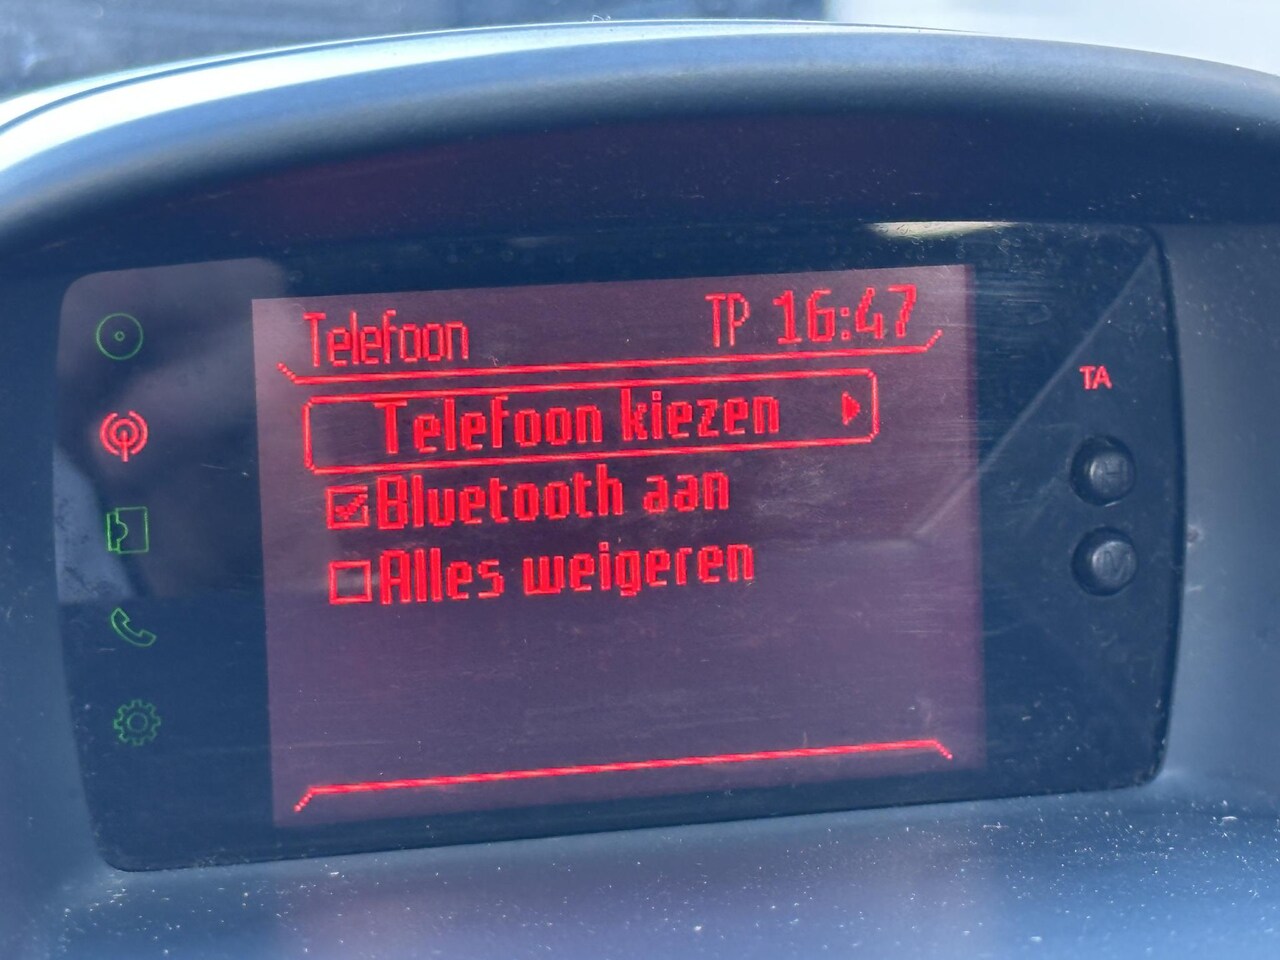 Telefoon TP 16:47
Telefoon kiezen
Bluetooth aan
Alles weigeren
TA
H
M